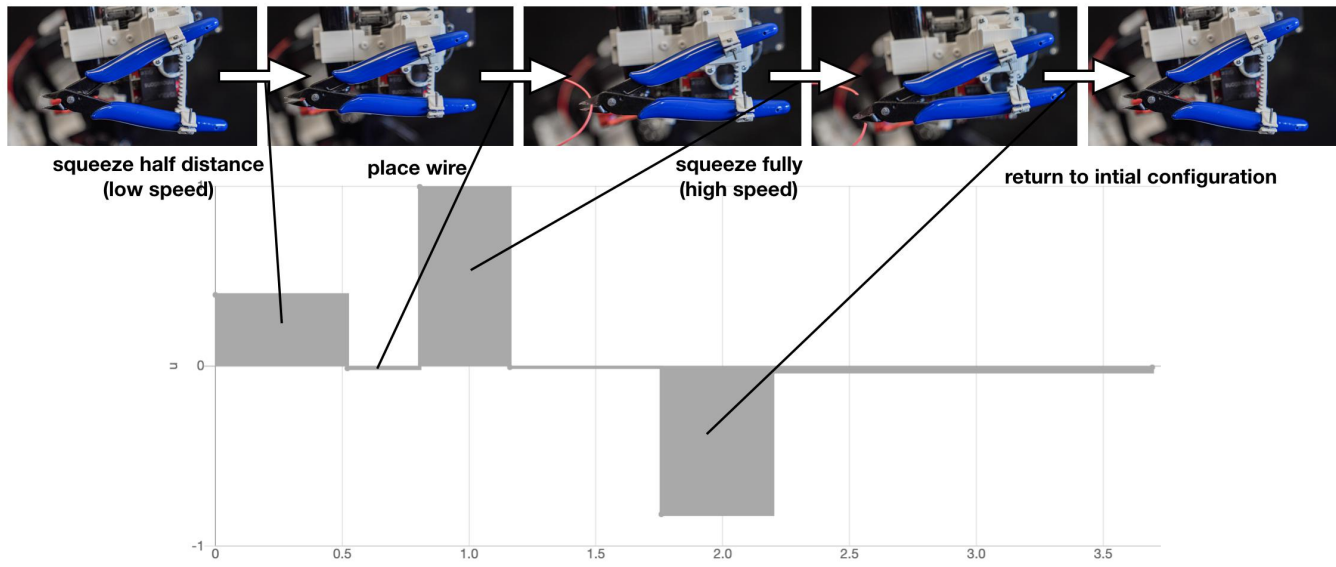 squeeze half distance
(low speed)
place wire
squeeze fully
(high speed)
return to intial configuration
u
0
-1
0
0.5
1.0
1.5
2.0
2.5
3.0
3.5